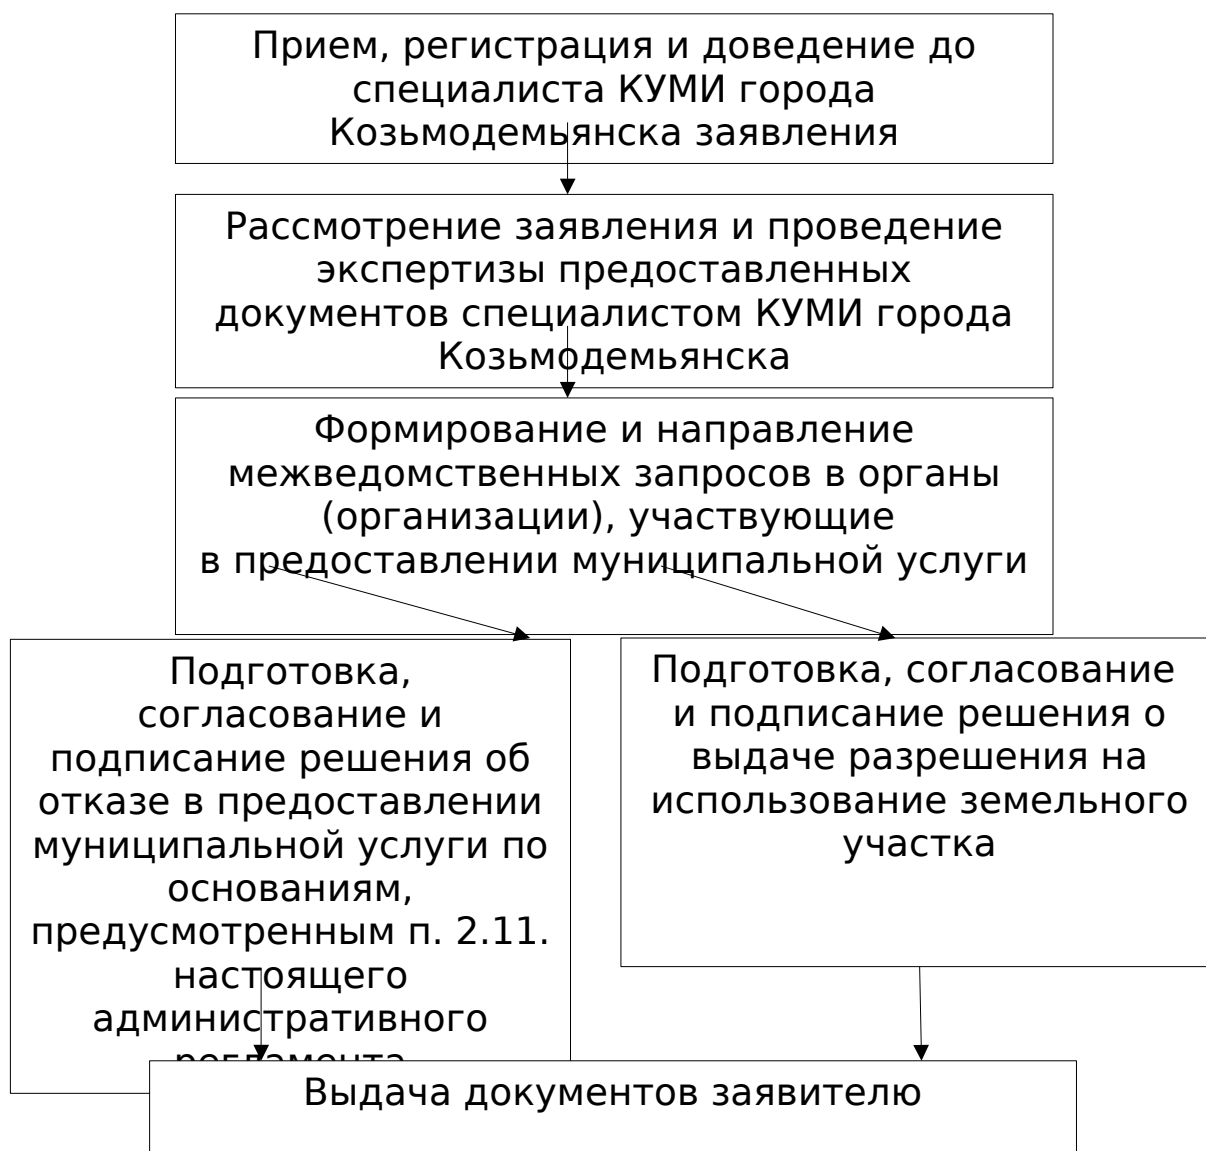 Прием, регистрация и доведение до
специалиста КУМИ города
Козьмодемьянска заявления
Рассмотрение заявления и проведение
экспертизы предоставленных
документов специалистом КУМИ города
Козьмодемьянска
Формирование и направление
межведомственных запросов в органы
(организации), участвующие
в предоставлении муниципальной услуги
Подготовка,
согласование и
подписание решения об
отказе в предоставлении
муниципальной услуги по
основаниям,
предусмотренным п. 2.11.
настоящего
административного
регламента
Подготовка, согласование
и подписание решения о
выдаче разрешения на
использование земельного
участка
Выдача документов заявителю